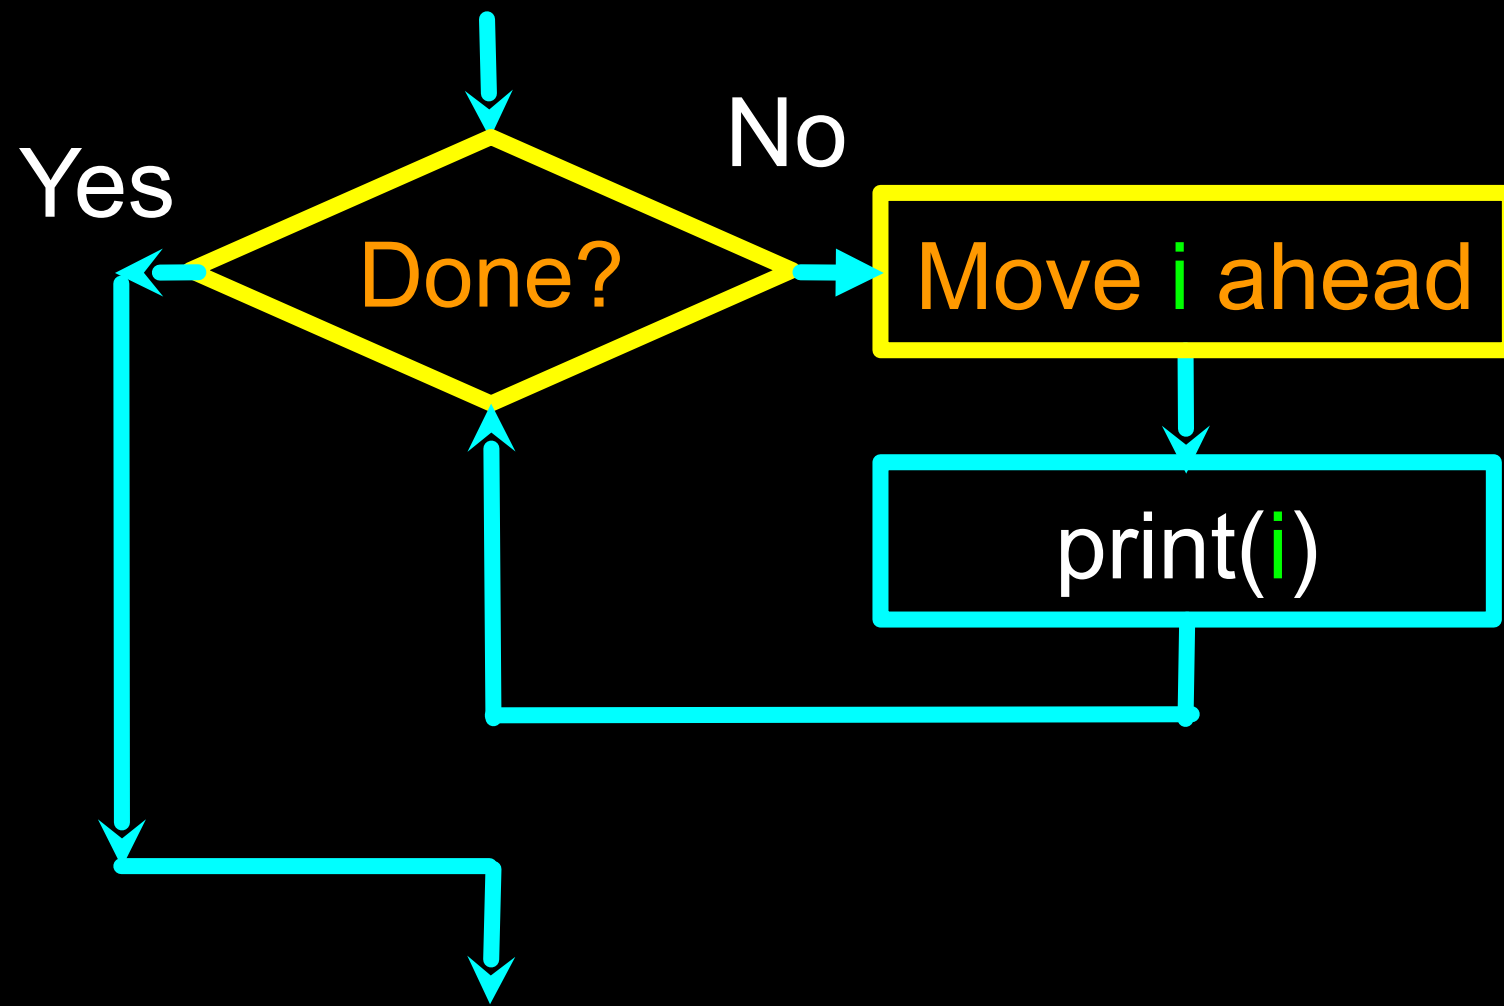 No
Yes
Done?
Move i ahead
print(i)